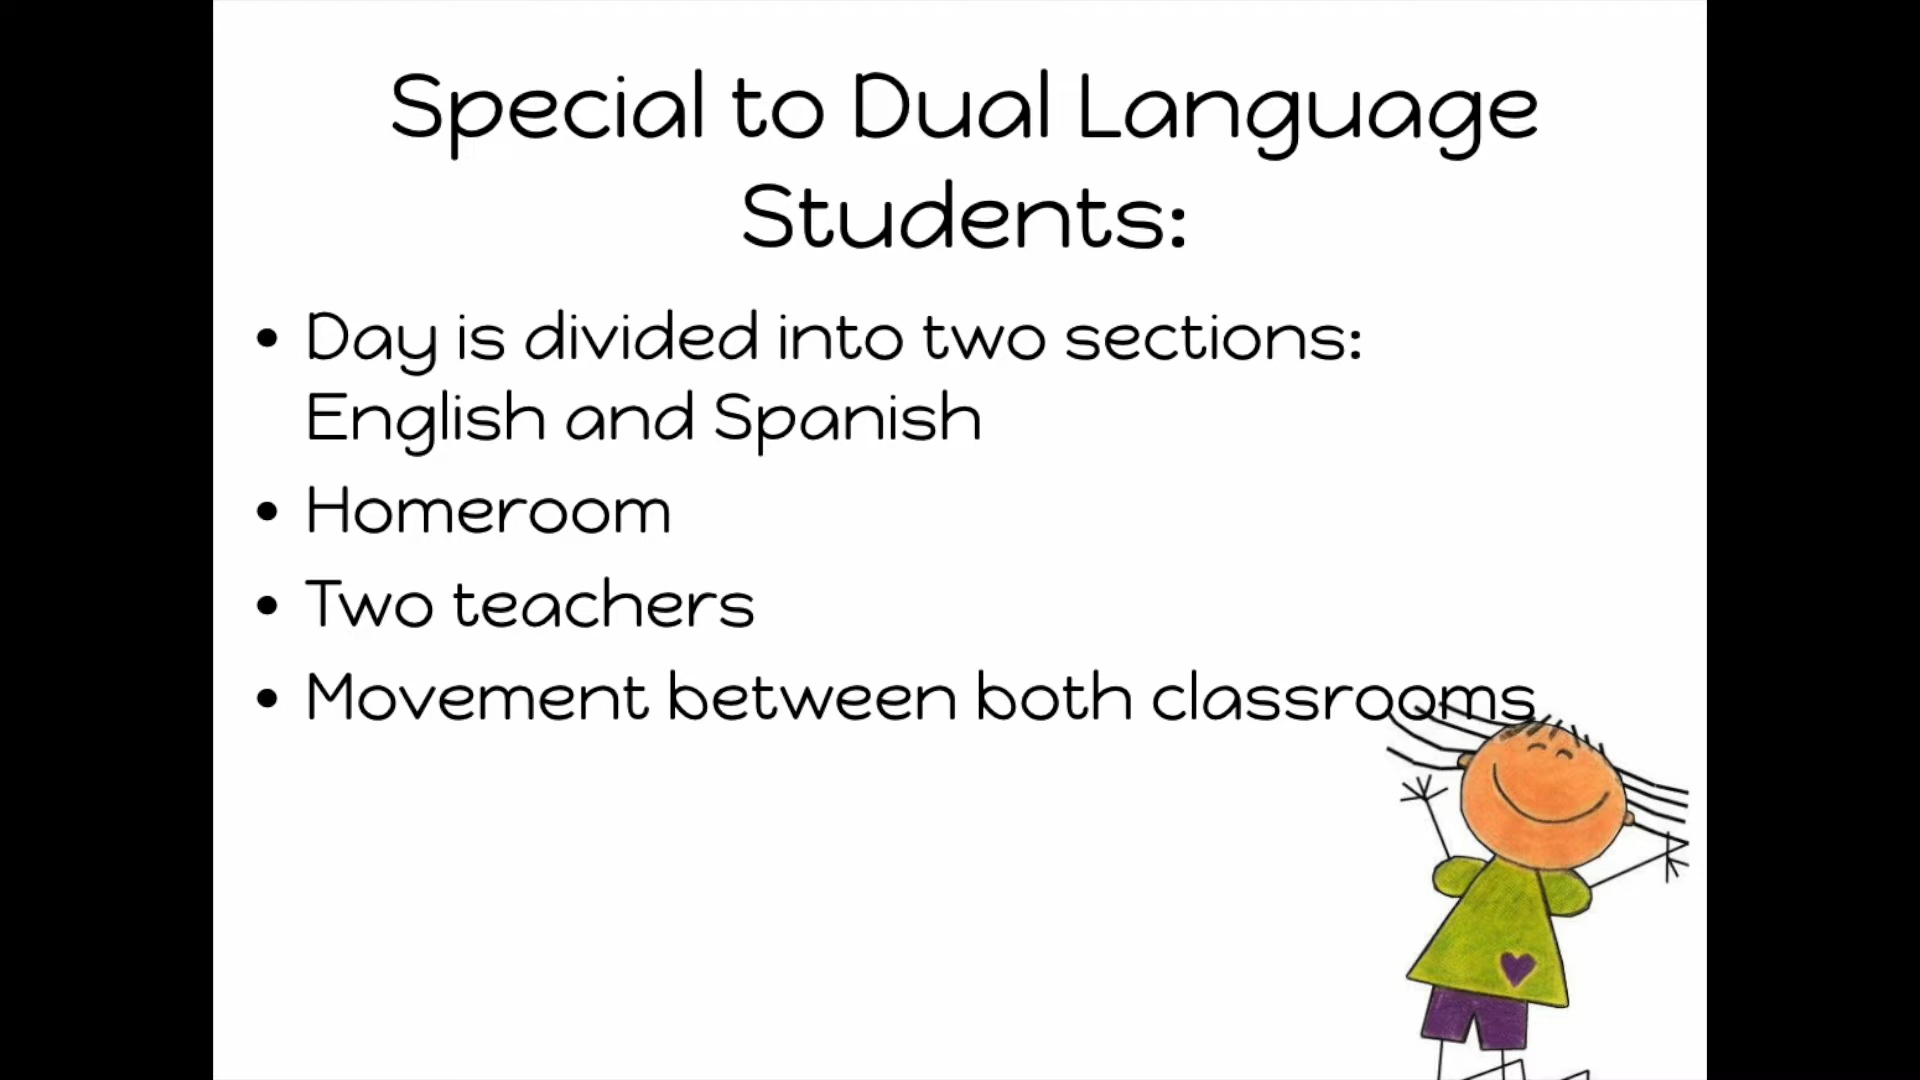 Special to Dual Language
Students:
• Day is divided into two sections:
English and Spanish
• Homeroom
• Two teachers
• Movement between both classrooms